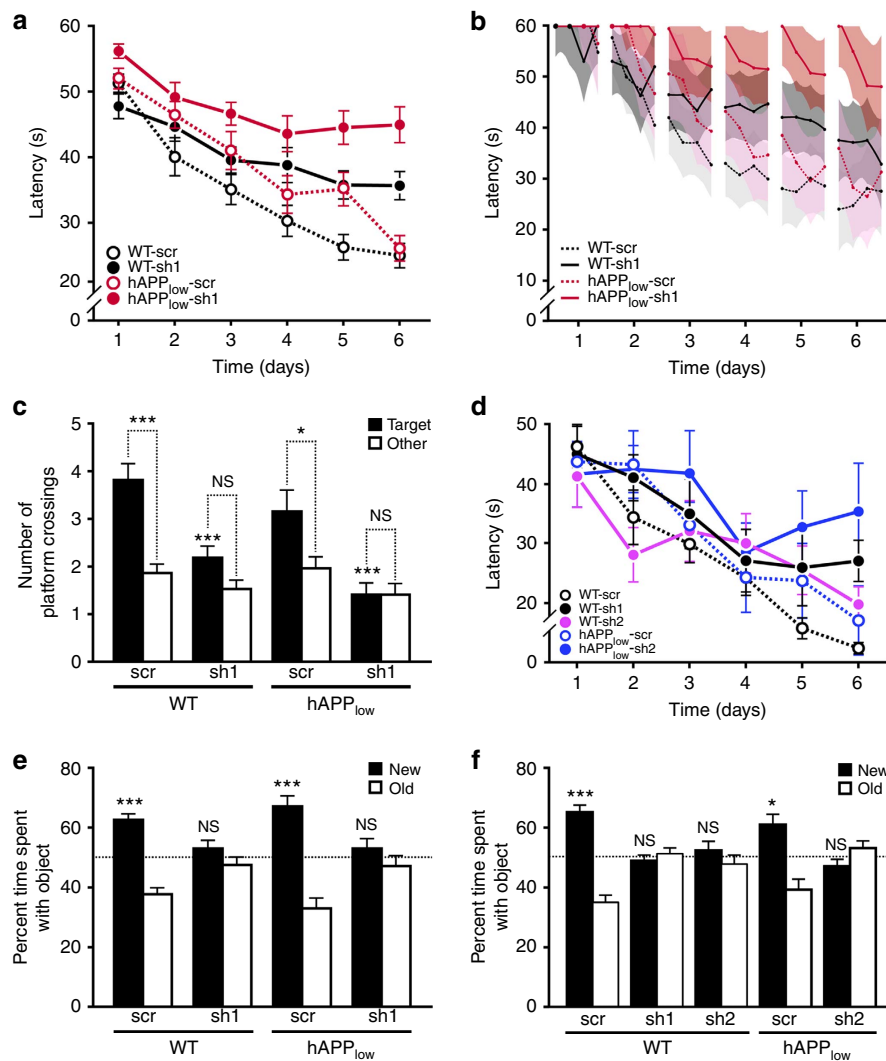 a
60
50
40
30
20
0
Latency (s)
WT-scr
WT-sh1
hAPPlow-scr
hAPPlow-sh1
1 2 3 4 5 6
Time (days)
b
60
50
40
30
20
10
0
Latency (s)
WT-scr
WT-sh1
hAPPlow-scr
hAPPlow-sh1
1 2 3 4 5 6
Time (days)
c
5
4
3
2
1
0
Number of
platform crossings
Target
Other
***
NS
***
*
NS
***
scr sh1 scr sh1
WT hAPPlow
d
50
40
30
20
0
Latency (s)
WT-scr
WT-sh1
WT-sh2
hAPPlow-scr
hAPPlow-sh2
1 2 3 4 5 6
Time (days)
e
80
60
40
20
0
Percent time spent
with object
New
Old
*** NS *** NS
scr sh1 scr sh1
WT hAPPlow
f
80
60
40
20
0
Percent time spent
with object
New
Old
*** NS NS * NS
scr sh1 sh2 scr sh2
WT hAPPlow